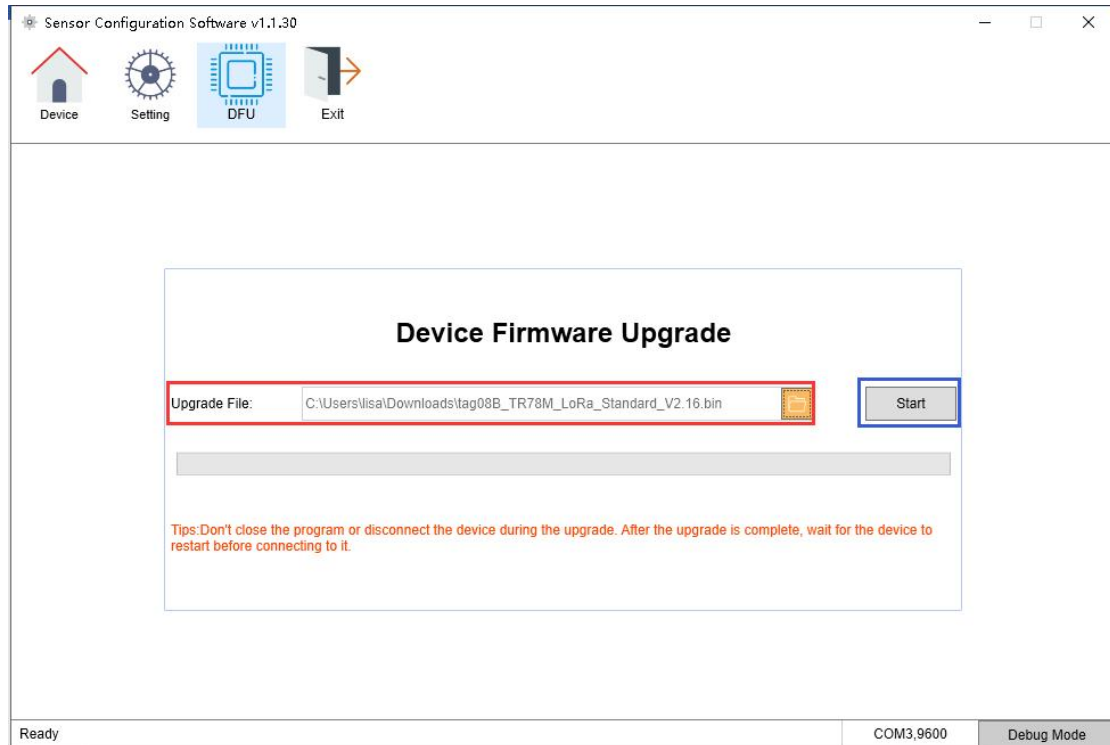 Sensor Configuration Software v1.1.30
Device
Setting
DFU
Exit
Device Firmware Upgrade
Upgrade File:
C:\Users\lisa\Downloads\tag08B_TR78M_LoRa_Standard_V2.16.bin
Start
Tips:Don't close the program or disconnect the device during the upgrade. After the upgrade is complete, wait for the device to
restart before connecting to it.
Ready
COM3,9600
Debug Mode